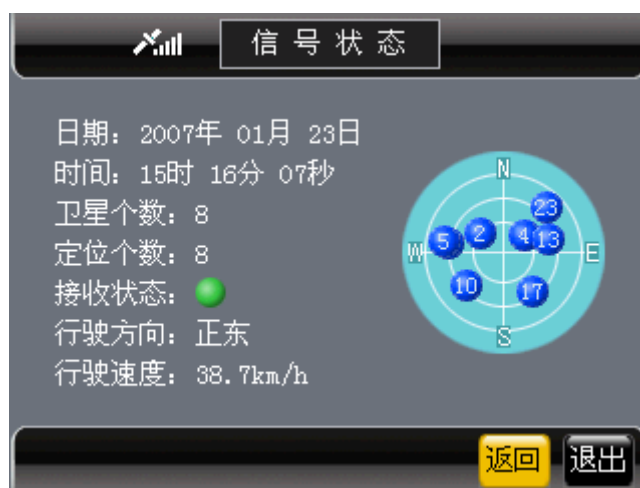 信号状态
日期：2007年 01月 23日
时间：15时 16分 07秒
卫星个数：8
定位个数：8
接收状态：
行驶方向：正东
行驶速度：38.7km/h
N
23
5 2 4 13
W E
10 17
S
返回 退出